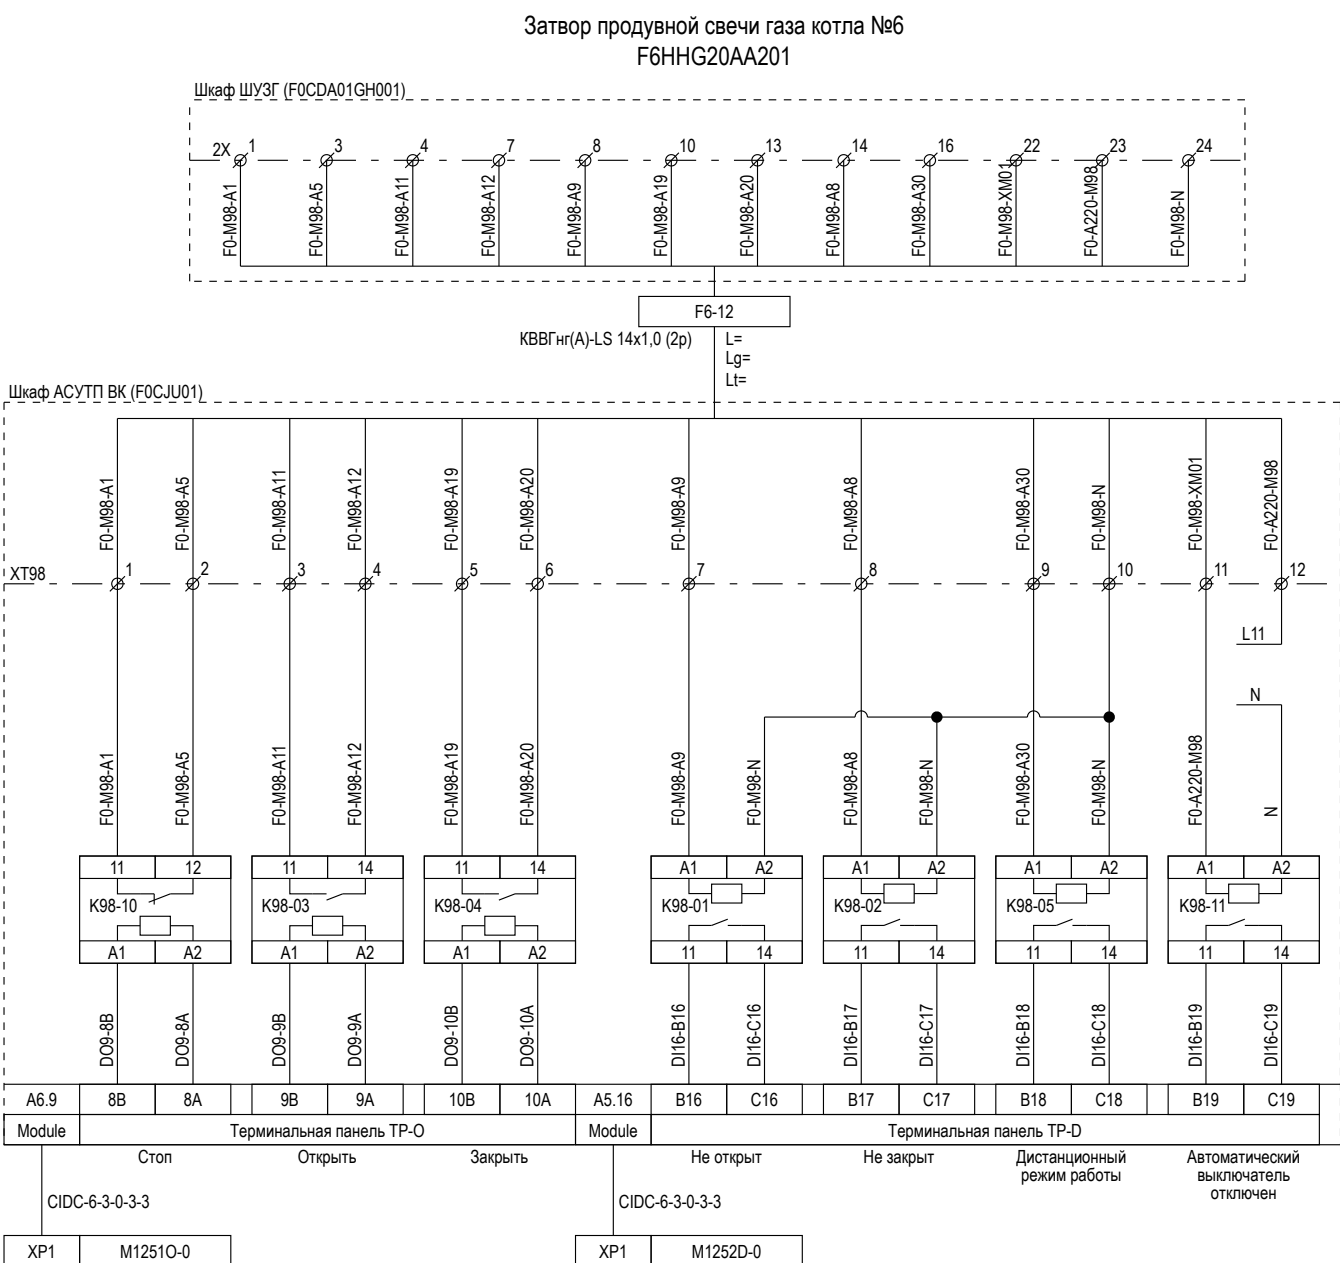 Затвор продувной свечи газа котла №6
F6HHG20AA201
Шкаф ШУЗГ (F0CDA01GH001)
2X 1 3 4 7 8 10 13 14 16 22 23 24
F0-M98-A1 F0-M98-A5 F0-M98-A11 F0-M98-A12 F0-M98-A9 F0-M98-A19 F0-M98-A20 F0-M98-A8 F0-M98-A30 F0-M98-XM01 F0-A220-M98 F0-M98-N
F6-12
КВВГнг(А)-LS 14x1,0 (2р) L=
Lg=
Lt=
Шкаф АСУТП ВК (F0CJU01)
F0-M98-A1 F0-M98-A5 F0-M98-A11 F0-M98-A12 F0-M98-A19 F0-M98-A20 F0-M98-A9 F0-M98-A8 F0-M98-A30 F0-M98-N F0-M98-XM01 F0-A220-M98
XT98 1 2 3 4 5 6 7 8 9 10 11 12
L11
N
F0-M98-A1 F0-M98-A5 F0-M98-A11 F0-M98-A12 F0-M98-A19 F0-M98-A20 F0-M98-A9 F0-M98-N F0-M98-A8 F0-M98-N F0-M98-A30 F0-M98-N F0-A220-M98 N
11 12 11 14 11 14 A1 A2 A1 A2 A1 A2 A1 A2
K98-10 K98-03 K98-04 K98-01 K98-02 K98-05 K98-11
A1 A2 A1 A2 A1 A2 11 14 11 14 11 14 11 14
DO9-8B DO9-8A DO9-9B DO9-9A DO9-10B DO9-10A DI16-B16 DI16-C16 DI16-B17 DI16-C17 DI16-B18 DI16-C18 DI16-B19 DI16-C19
A6.9 8B 8A 9B 9A 10B 10A A5.16 B16 C16 B17 C17 B18 C18 B19 C19
Module Терминальная панель TP-O Module Терминальная панель TP-D
Стоп Открыть Закрыть Не открыт Не закрыт Дистанционный Автоматический
режим работы выключатель
отключен
CIDC-6-3-0-3-3 CIDC-6-3-0-3-3
XP1 M1251O-0 XP1 M1252D-0